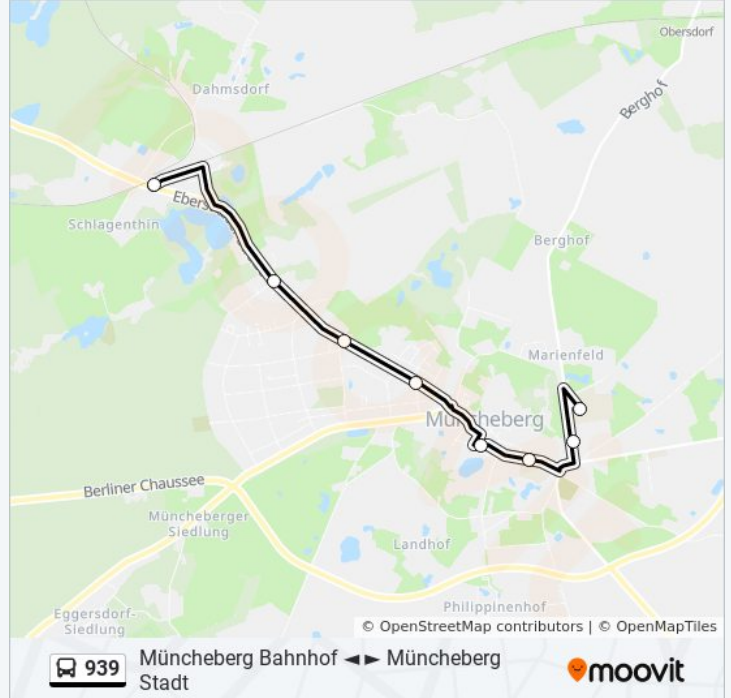 Obersdorf
Dahmsdorf
Berghof
Ebers
Schlagenthin
Berghof
Marienfeld
Müncheberg
Berliner Chaussee
Müncheberger
Siedlung
Landhof
Eggersdorf-
Siedlung
Philippinenhof
© OpenStreetMap contributors | © OpenMapTiles
939
Müncheberg Bahnhof ◄► Müncheberg
Stadt
moovit